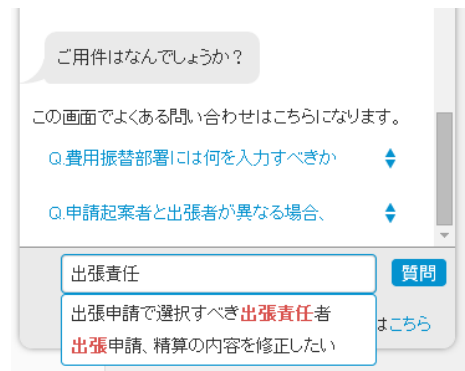 ご用件はなんでしょうか？
この画面でよくある問い合わせはこちらになります。
Q.費用振替部署には何を入力すべきか
Q.申請起案者と出張者が異なる場合、
出張責任
質問
出張申請で選択すべき出張責任者
はこちら
出張申請、精算の内容を修正したい